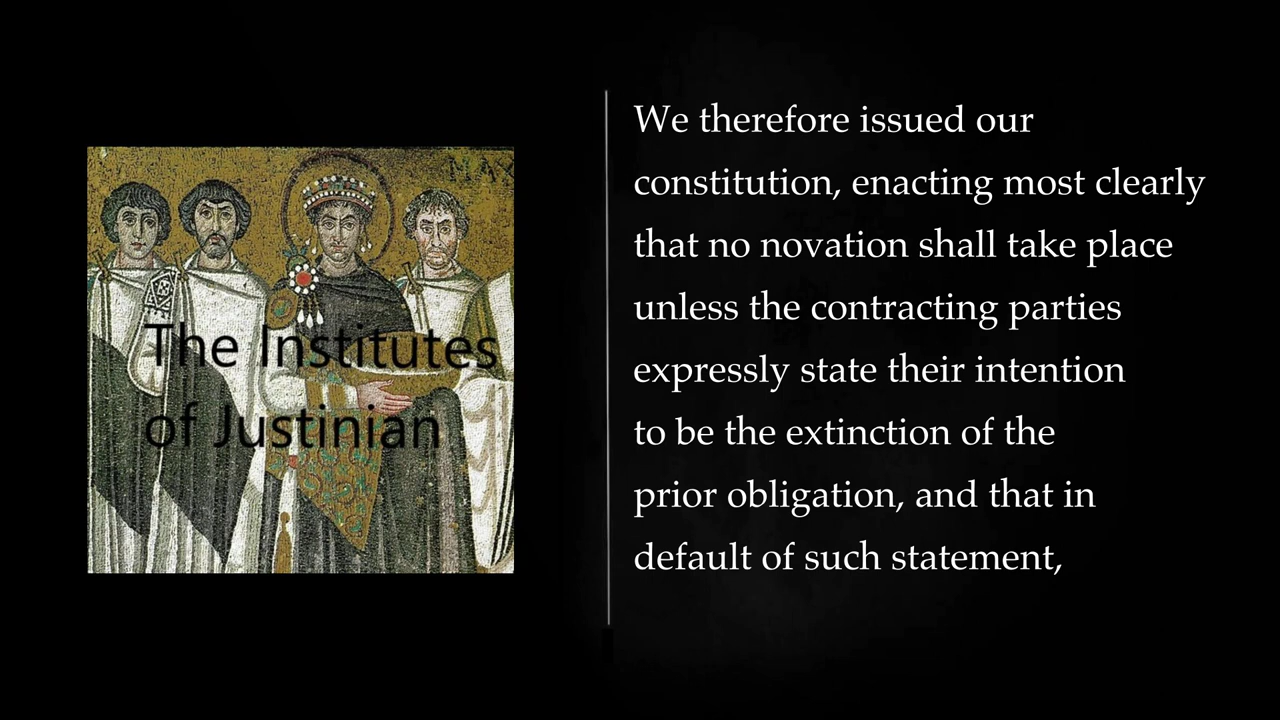 MAX
The Institutes
of Justinian
We therefore issued our
constitution, enacting most clearly
that no novation shall take place
unless the contracting parties
expressly state their intention
to be the extinction of the
prior obligation, and that in
default of such statement,